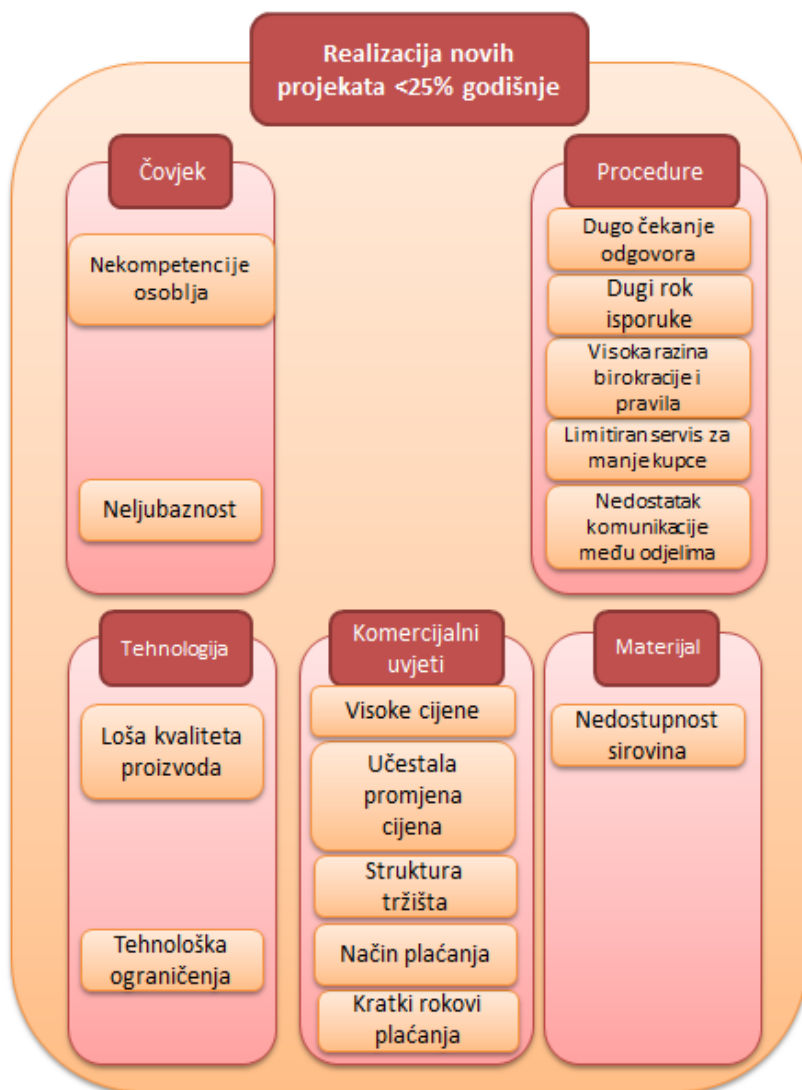 Realizacija novih
projekata <25% godišnje
Čovjek
Nekompetencije
osoblja
Neljubaznost
Procedure
Dugo čekanje
odgovora
Dugi rok
isporuke
Visoka razina
birokracije i
pravila
Limitiran servis za
manje kupce
Nedostatak
komunikacije
među odjelima
Tehnologija
Loša kvaliteta
proizvoda
Tehnološka
ograničenja
Komercijalni
uvjeti
Visoke cijene
Učestala
promjena
cijena
Struktura
tržišta
Način plaćanja
Kratki rokovi
plaćanja
Materijal
Nedostupnost
sirovina